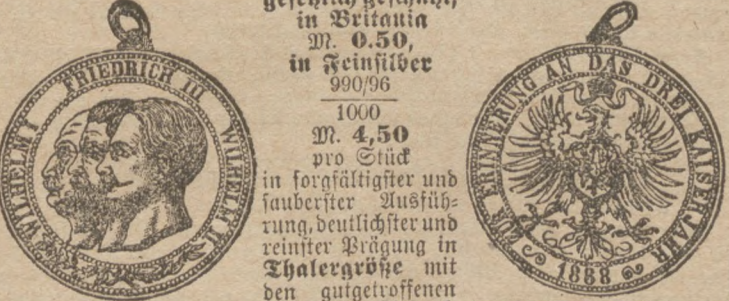 WILHELM I FRIEDRICH III WILHELM II
gesetzlich geschützt,
in Britania
M. 0.50,
in Feinsilber
990/96
1000
M. 4,50
pro Stück
in sorgfältigster und
sauberster Ausfüh-
rung, deutlichster und
reinster Prägung in
Thalergröße mit
den gutgetroffenen
ZUR ERINNERUNG AN DAS DREI KAISERJAHR
1888